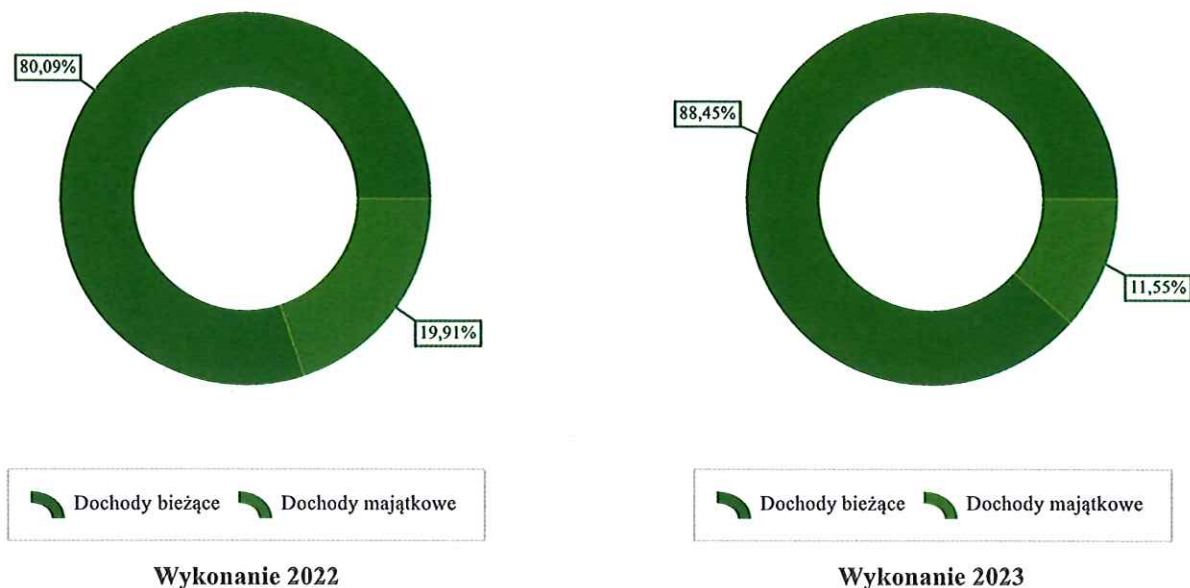 80,09%
19,91%
Dochody bieżące Dochody majątkowe
Wykonanie 2022
88,45%
11,55%
Dochody bieżące Dochody majątkowe
Wykonanie 2023